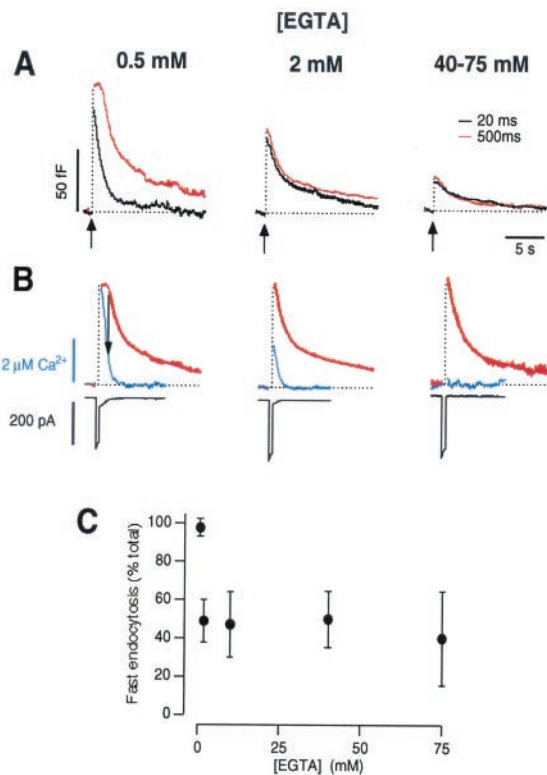 [EGTA]
A
0.5 mM
2 mM
40-75 mM
20 ms
500ms
50 fF
5 s
B
2 µM Ca²⁺
200 pA
C
Fast endocytosis (% total)
100
80
60
40
20
0
0
25
50
75
[EGTA] (mM)